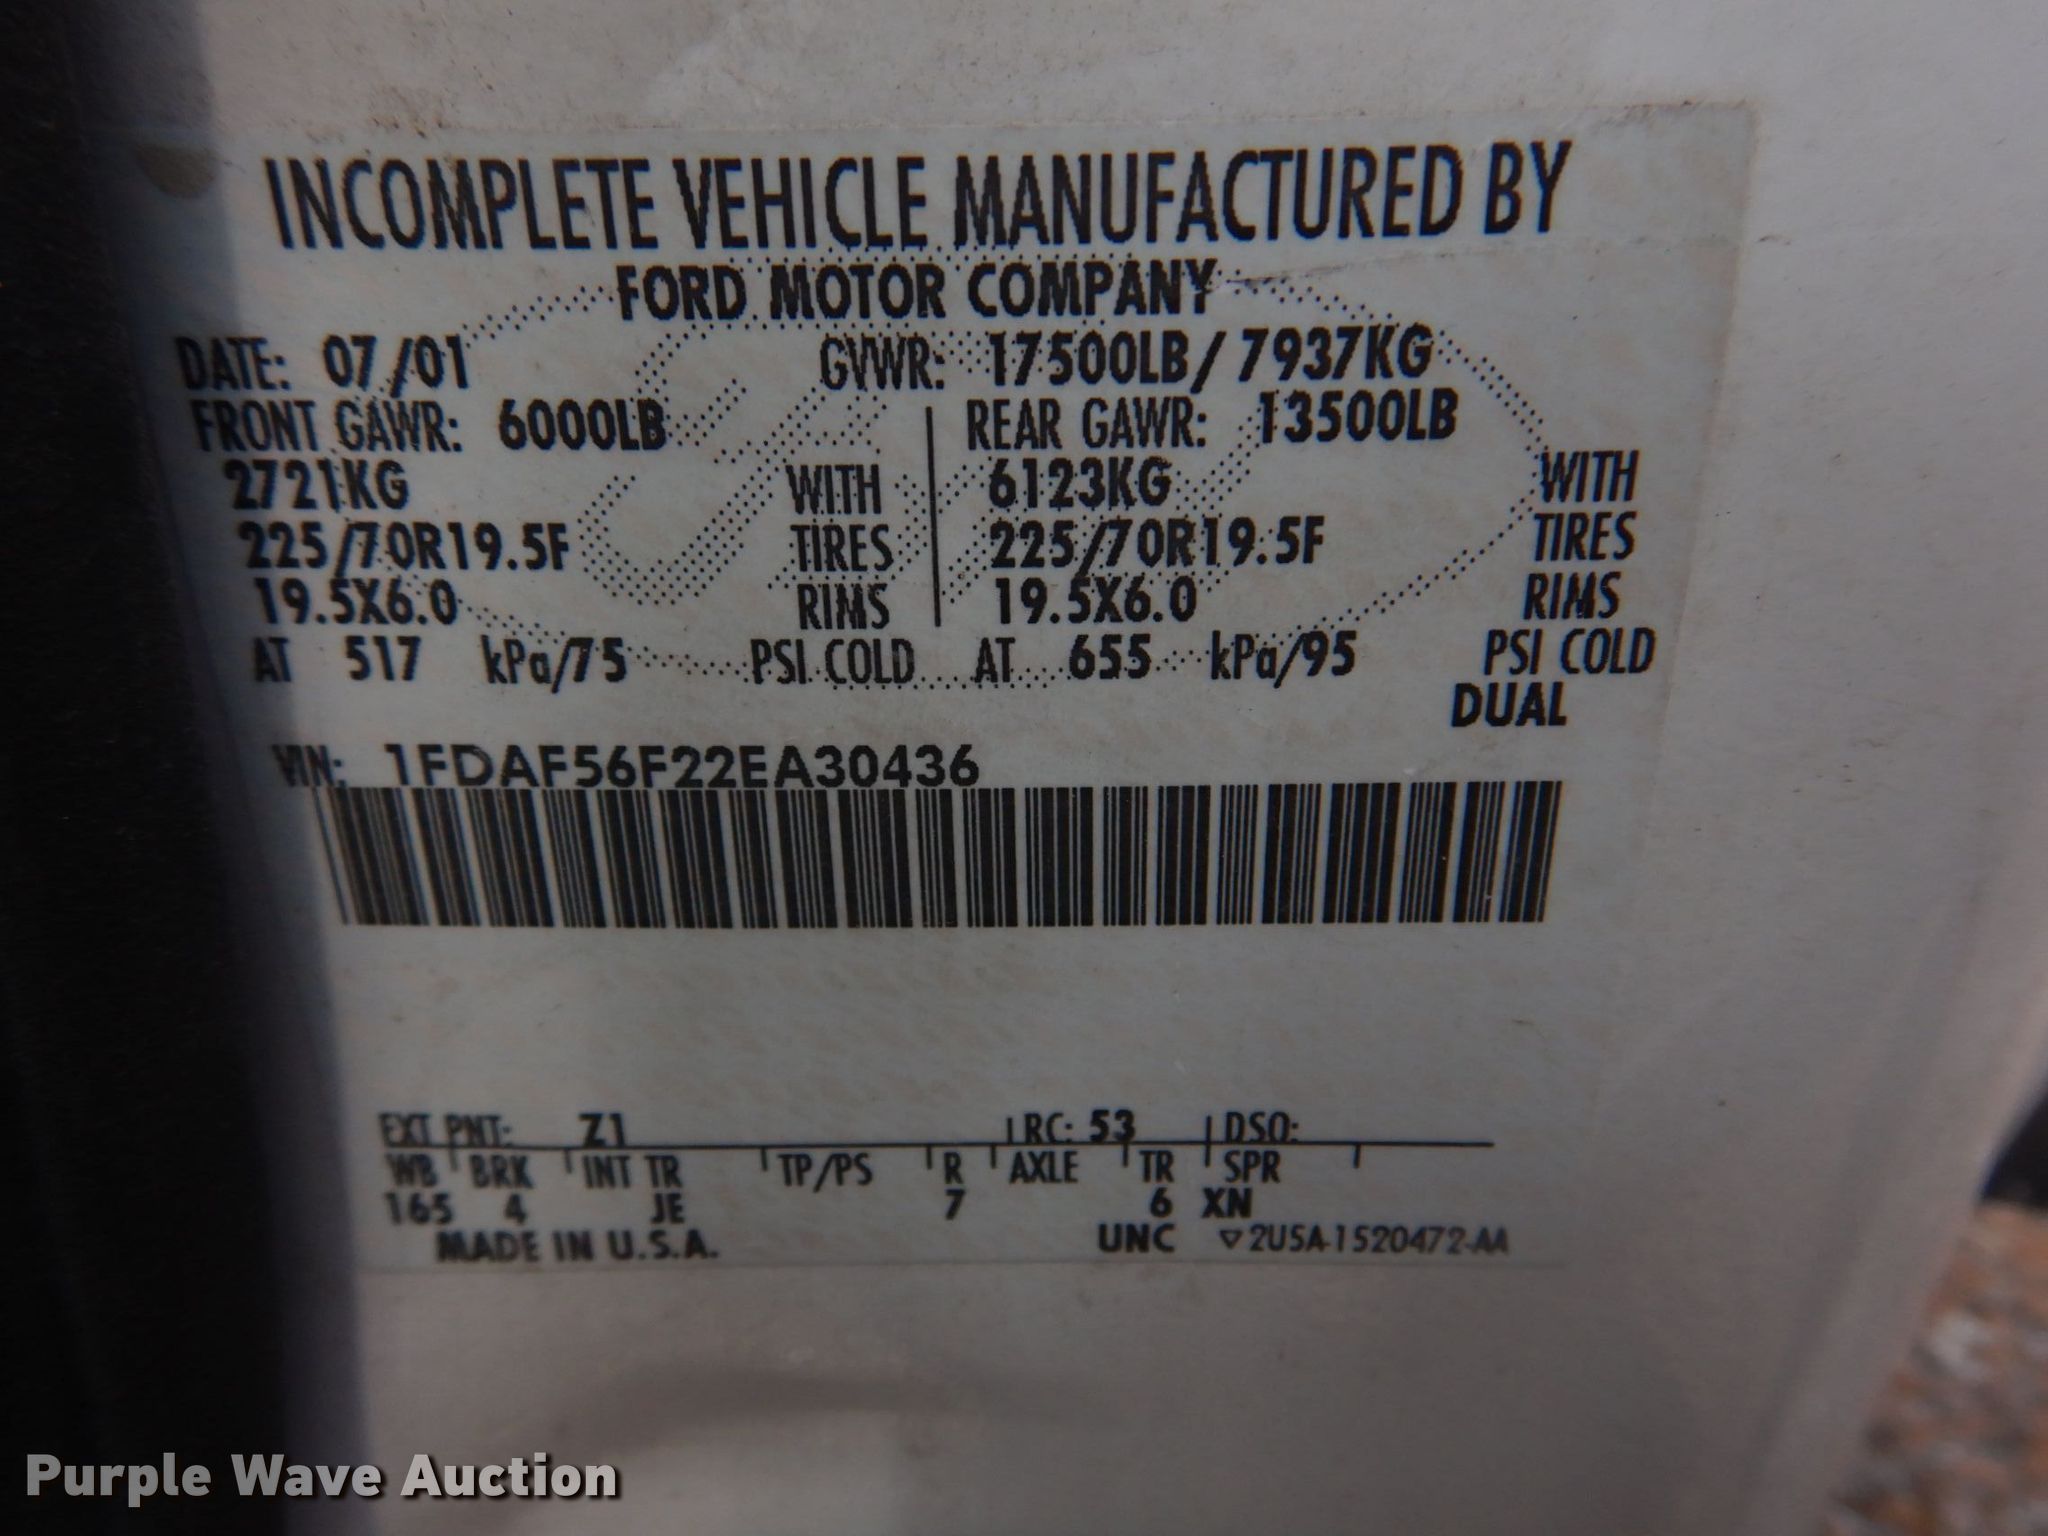 INCOMPLETE VEHICLE MANUFACTURED BY
FORD MOTOR COMPANY
DATE: 07/01 GVWR: 17500LB/ 7937KG
FRONT GAWR: 6000LB REAR GAWR: 13500LB
2721KG WITH 6123KG WITH
225/70R19.5F TIRES 225/70R19.5F TIRES
19.5X6.0 RIMS 19.5X6.0 RIMS
AT 517 kPa/75 PSI COLD AT 655 kPa/95 PSI COLD
DUAL
VIN: 1FDAF56F22EA30436
EXT PNT: Z1 RC: 53 DSO:
WB BRK INT TR TP/PS R AXLE TR SPR
165 4 JE 7 6 XN
MADE IN U.S.A. UNC ▽2U5A-1520472-AA
Purple Wave Auction